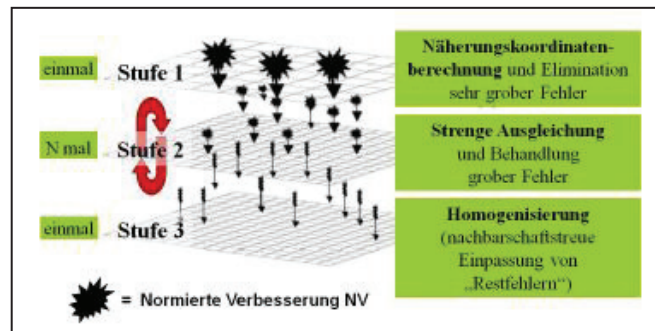 einmal
Stufe 1
Näherungskoordinaten-
berechnung und Elimination
sehr grober Fehler
N mal
Stufe 2
Strenge Ausgleichung
und Behandlung
grober Fehler
einmal
Stufe 3
Homogenisierung
(nachbarschaftstreue
Einpassung von
„Restfehlern“)
= Normierte Verbesserung NV